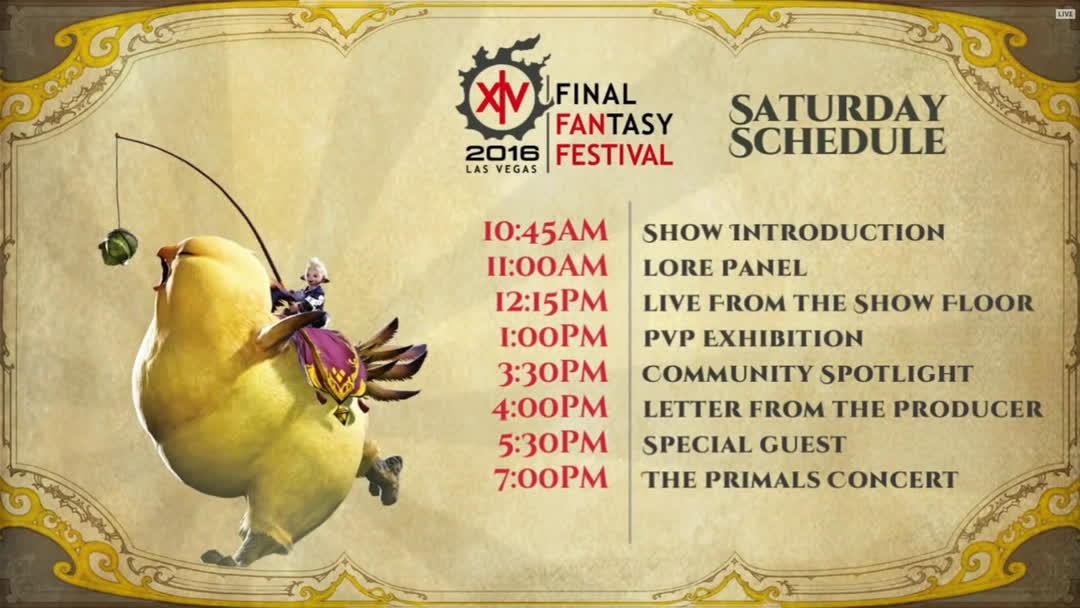 LIVE
XIV
2016
LAS VEGAS
FINAL
FANTASY
FESTIVAL
SATURDAY
SCHEDULE
10:45AM SHOW INTRODUCTION
11:00AM LORE PANEL
12:15PM LIVE FROM THE SHOW FLOOR
1:00PM PVP EXHIBITION
3:30PM COMMUNITY SPOTLIGHT
4:00PM LETTER FROM THE PRODUCER
5:30PM SPECIAL GUEST
7:00PM THE PRIMALS CONCERT